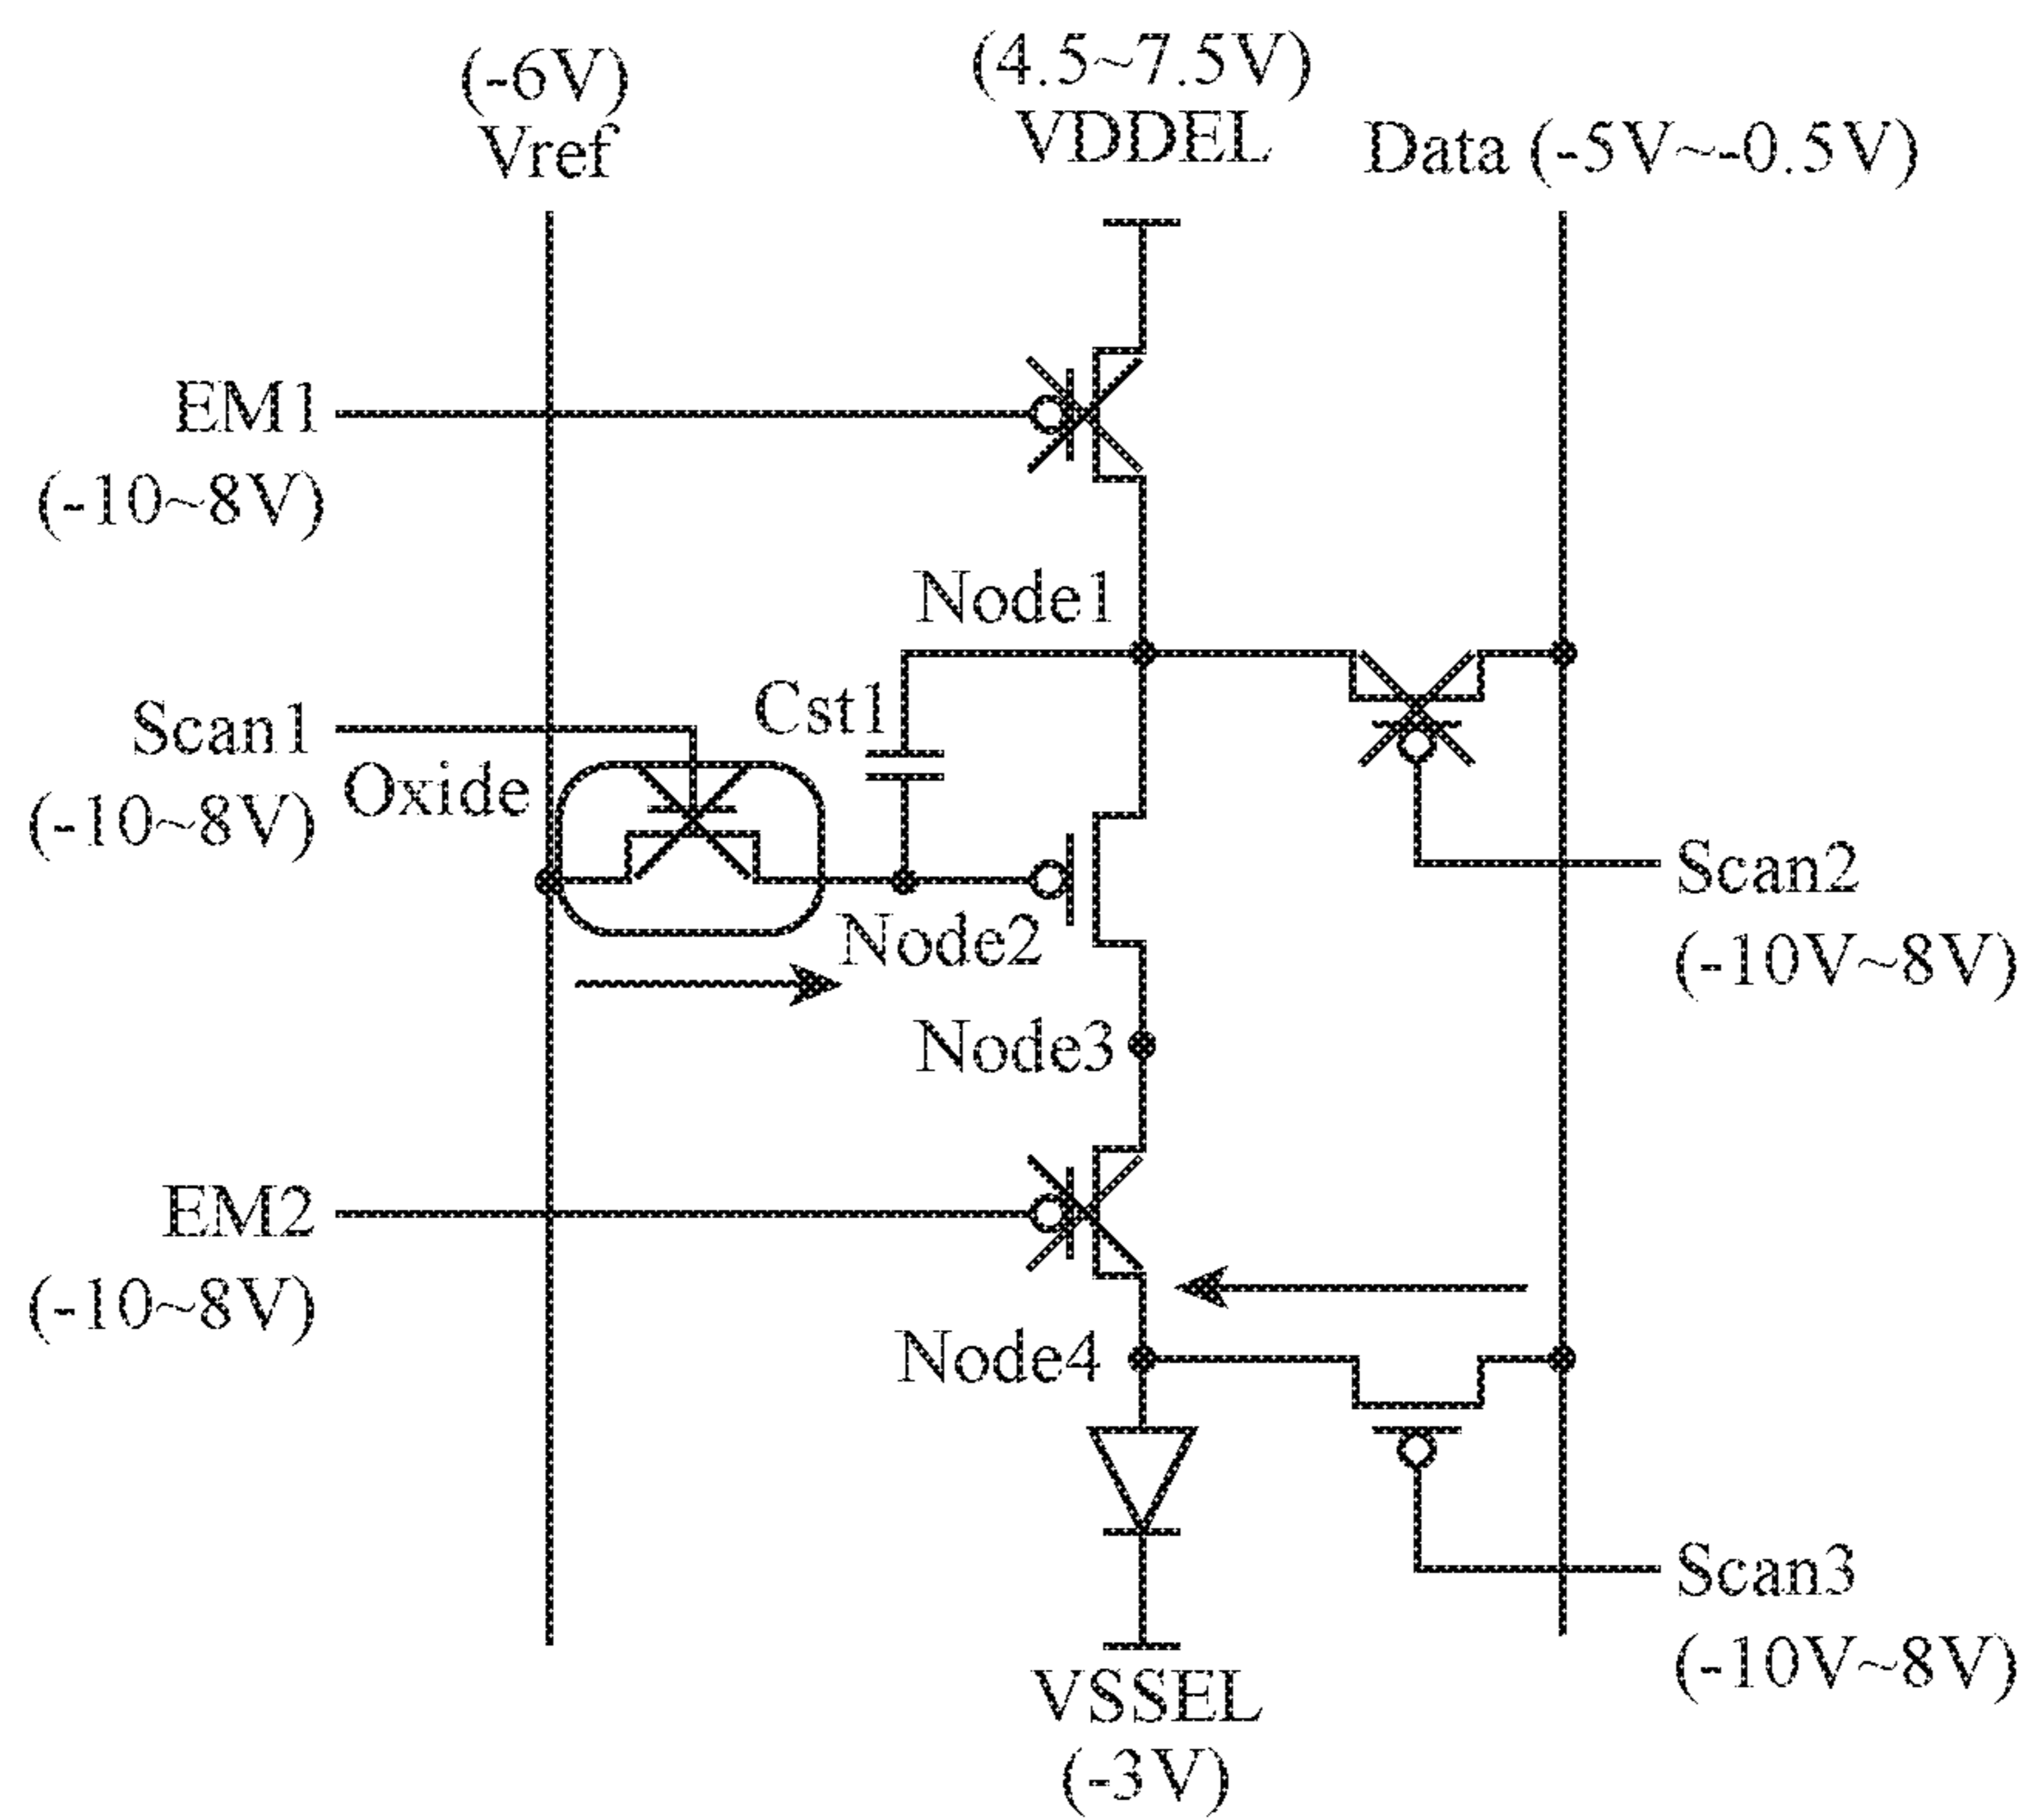 (-6V)
Vref
(4.5~7.5V)
VDDEL
Data (-5V~-0.5V)
EM1
(-10~8V)
Node1
Scan1
(-10~8V)
Oxide
Cst1
Scan2
(-10V~8V)
Node2
Node3
EM2
(-10~8V)
Node4
Scan3
(-10V~8V)
VSSEL
(-3V)